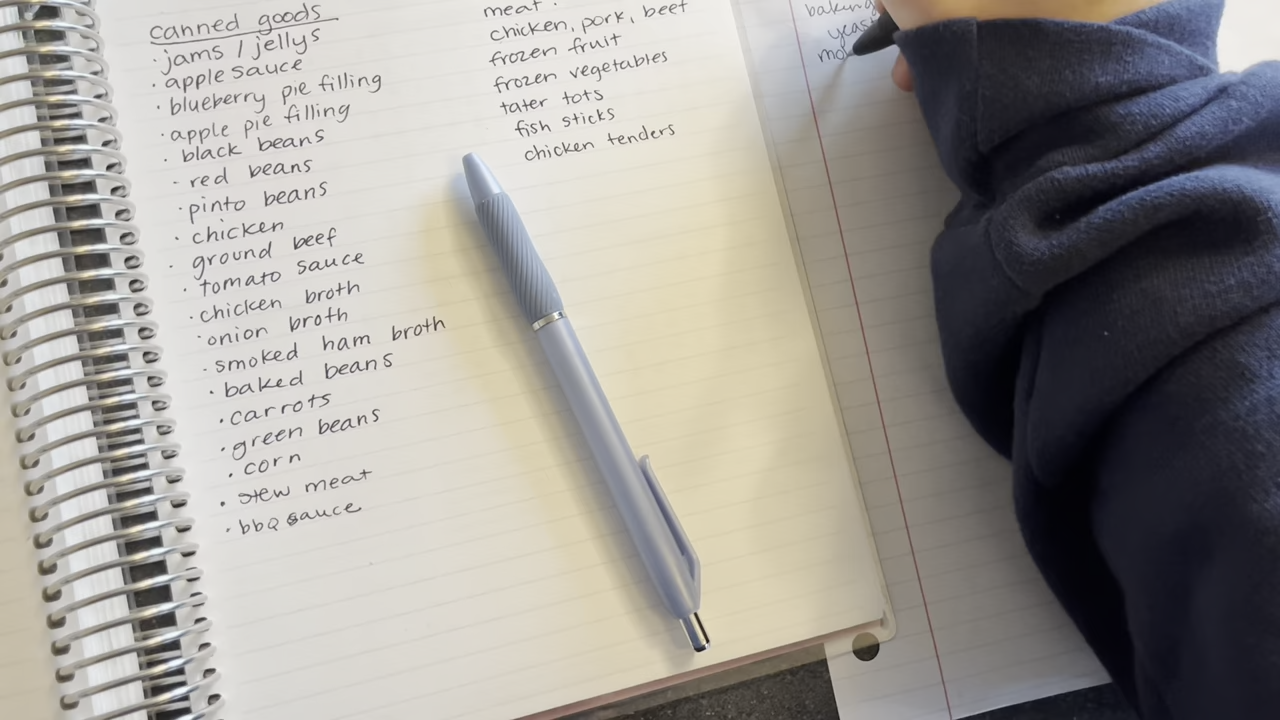 canned goods
· jams / jellys
· apple sauce
· blueberry pie filling
· apple pie filling
· black beans
· red beans
· pinto beans
· chicken
· ground beef
· tomato sauce
· chicken broth
· onion broth
· smoked ham broth
· baked beans
· carrots
· green beans
· corn
· stew meat
· bbq sauce
meat
chicken, pork, beef
frozen fruit
frozen vegetables
tater tots
fish sticks
chicken tenders